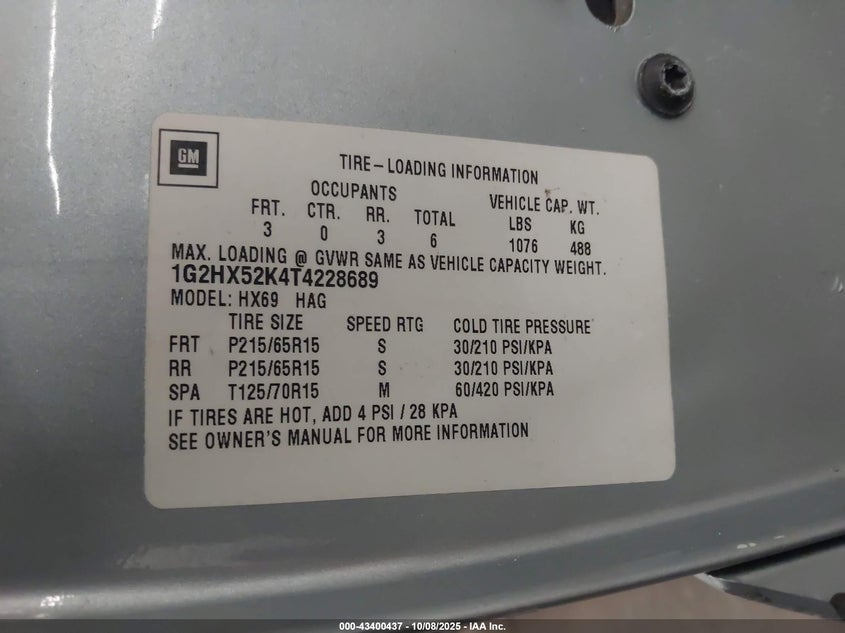 GM
TIRE-LOADING INFORMATION
OCCUPANTS VEHICLE CAP. WT.
FRT. CTR. RR. TOTAL LBS KG
3 0 3 6 1076 488
MAX. LOADING @ GVWR SAME AS VEHICLE CAPACITY WEIGHT.
1G2HX52K4T4228689
MODEL: HX69 HAG
TIRE SIZE SPEED RTG COLD TIRE PRESSURE
FRT P215/65R15 S 30/210 PSI/KPA
RR P215/65R15 S 30/210 PSI/KPA
SPA T125/70R15 M 60/420 PSI/KPA
IF TIRES ARE HOT, ADD 4 PSI / 28 KPA
SEE OWNER'S MANUAL FOR MORE INFORMATION
000-43400437 - 10/08/2025 - IAA Inc.